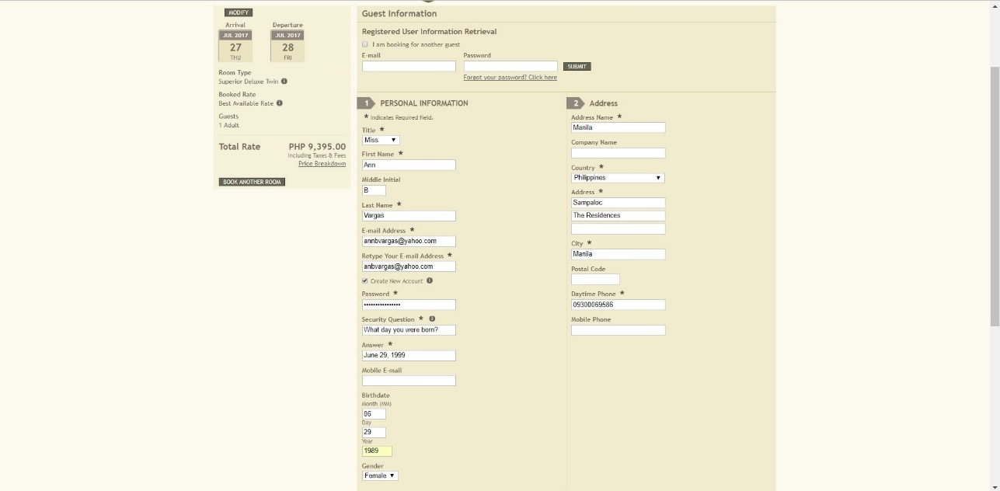 MODIFY
Arrival Departure
JUL 2017 JUL 2017
27 28
THU FRI
Room Type
Superior Deluxe Twin
Booked Rate
Best Available Rate
Guests
1 Adult
Total Rate PHP 9,395.00
Including Taxes & Fees
Price Breakdown
BOOK ANOTHER ROOM
Guest Information
Registered User Information Retrieval
I am booking for another guest
E-mail Password
SUBMIT
Forgot your password? Click here
1 PERSONAL INFORMATION
* Indicates Required field.
Title *
Miss
First Name *
Ann
Middle Initial
B
Last Name *
Vargas
E-mail Address *
annbvargas@yahoo.com
Retype Your E-mail Address *
anbvargas@yahoo.com
Create New Account
Password *
••••••••••••••••
Security Question *
What day you were born?
Answer *
June 29, 1999
Mobile E-mail
Birthdate
Month (MM)
06
Day
29
Year
1989
Gender
Female
2 Address
Address Name *
Manila
Company Name
Country *
Philippines
Address *
Sampaloc
The Residences
City *
Manila
Postal Code
Daytime Phone *
09300069586
Mobile Phone